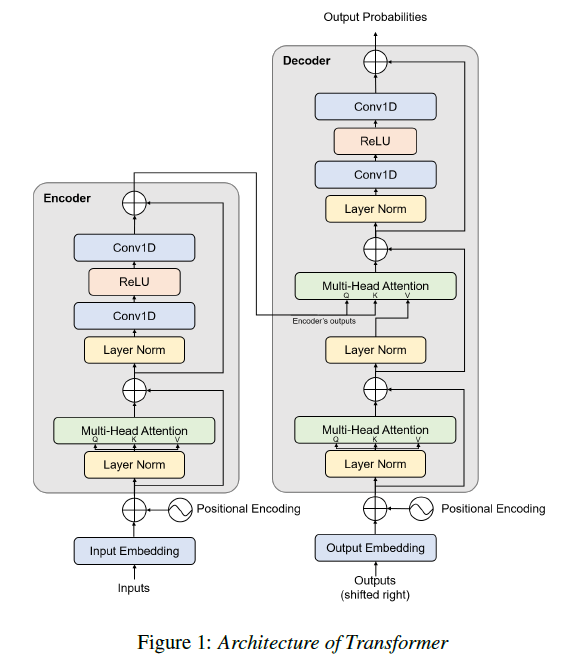 Output Probabilities
Decoder
Conv1D
ReLU
Conv1D
Layer Norm
Multi-Head Attention
Q K V
Encoder's outputs
Layer Norm
Multi-Head Attention
Q K V
Layer Norm
Positional Encoding
Output Embedding
Outputs
(shifted right)
Encoder
Conv1D
ReLU
Conv1D
Layer Norm
Multi-Head Attention
Q K V
Layer Norm
Positional Encoding
Input Embedding
Inputs
Figure 1: Architecture of Transformer